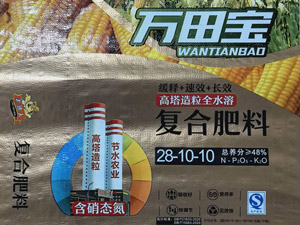 万田宝
WANTIANBAO
缓释+速效+长效
高塔造粒全水溶
复合肥料
28-10-10
总养分≥48%
N-P₂O₅-K₂O
高塔造粒
节水农业
含硝态氮
复合肥料